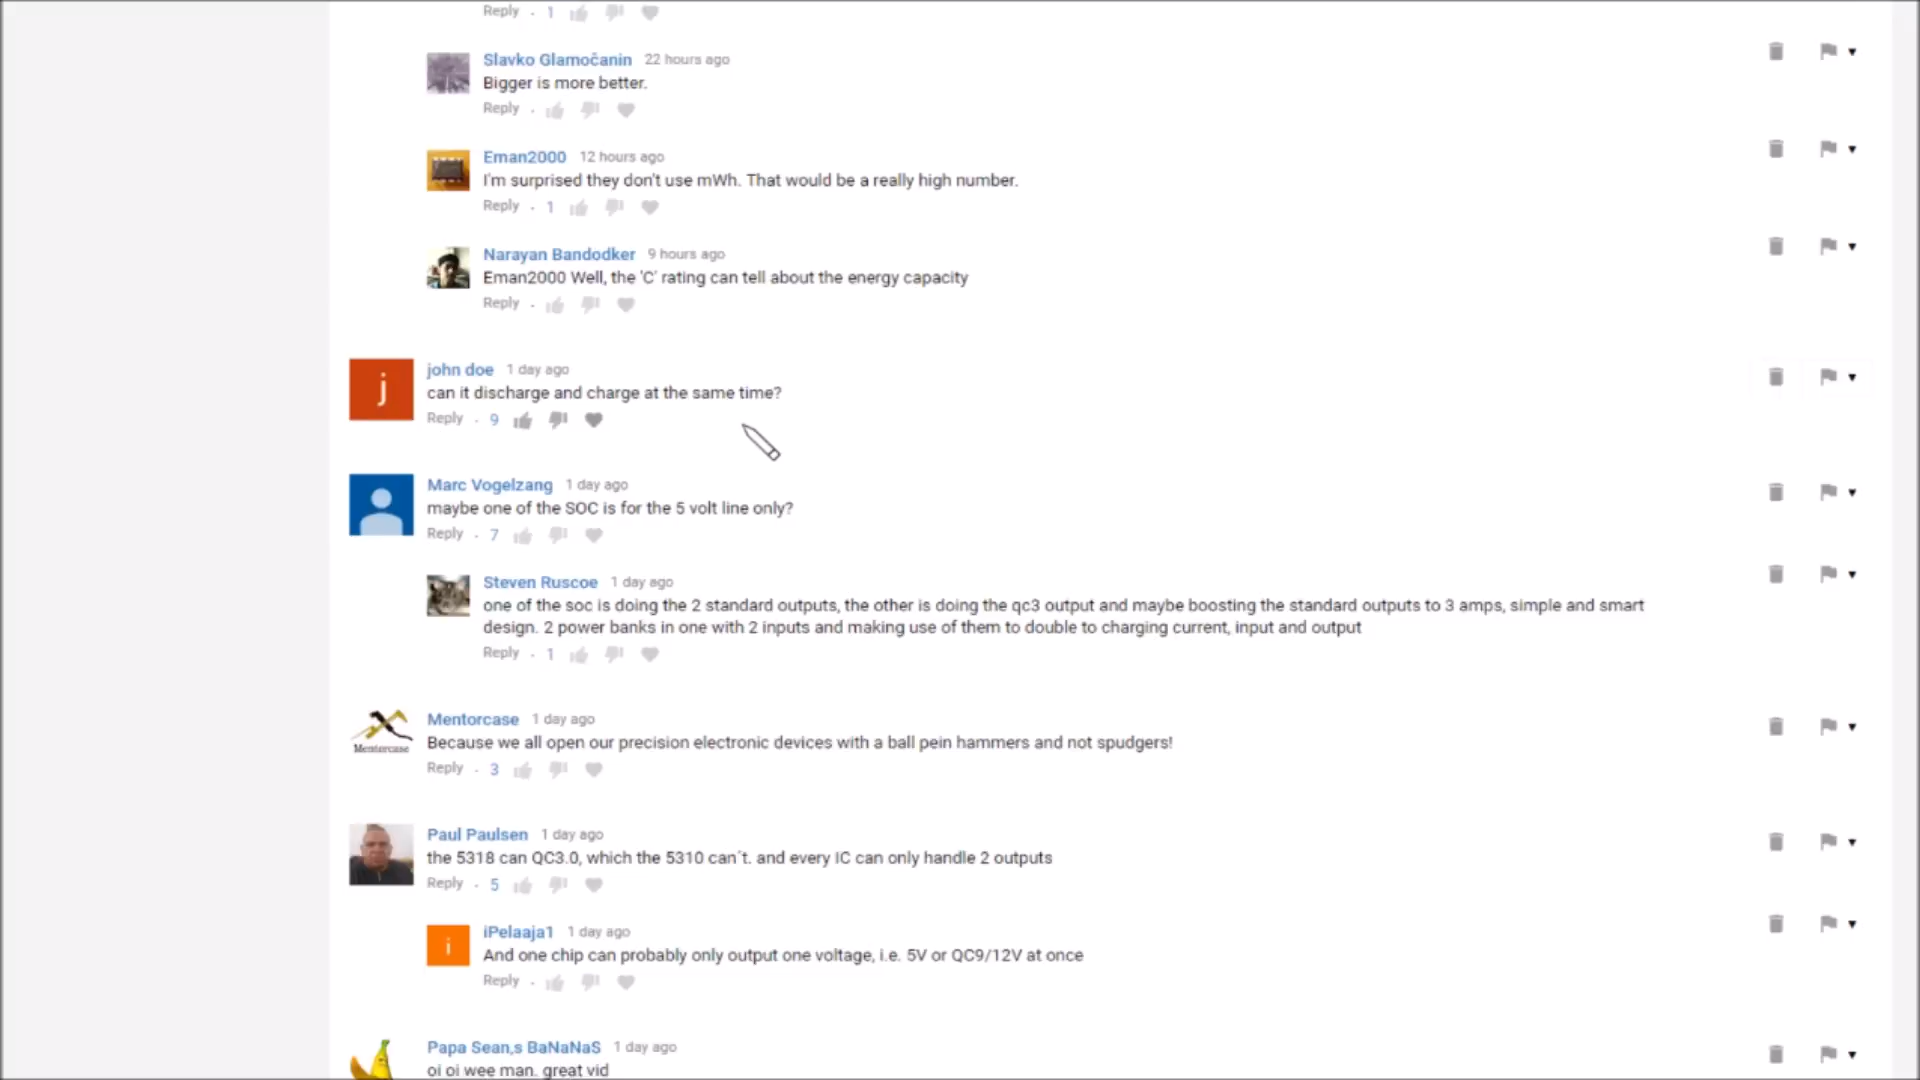 Reply . 1
Slavko Glamočanin 22 hours ago
Bigger is more better.
Reply .
Eman2000 12 hours ago
I'm surprised they don't use mWh. That would be a really high number.
Reply . 1
Narayan Bandodker 9 hours ago
Eman2000 Well, the 'C' rating can tell about the energy capacity
Reply .
j
john doe 1 day ago
can it discharge and charge at the same time?
Reply . 9
Marc Vogelzang 1 day ago
maybe one of the SOC is for the 5 volt line only?
Reply . 7
Steven Ruscoe 1 day ago
one of the soc is doing the 2 standard outputs, the other is doing the qc3 output and maybe boosting the standard outputs to 3 amps, simple and smart
design. 2 power banks in one with 2 inputs and making use of them to double to charging current, input and output
Reply . 1
Mentorcase
Mentorcase 1 day ago
Because we all open our precision electronic devices with a ball pein hammers and not spudgers!
Reply . 3
Paul Paulsen 1 day ago
the 5318 can QC3.0, which the 5310 can´t. and every IC can only handle 2 outputs
Reply . 5
i
iPelaaja1 1 day ago
And one chip can probably only output one voltage, i.e. 5V or QC9/12V at once
Reply .
Papa Sean,s BaNaNaS 1 day ago
oi oi wee man. great vid